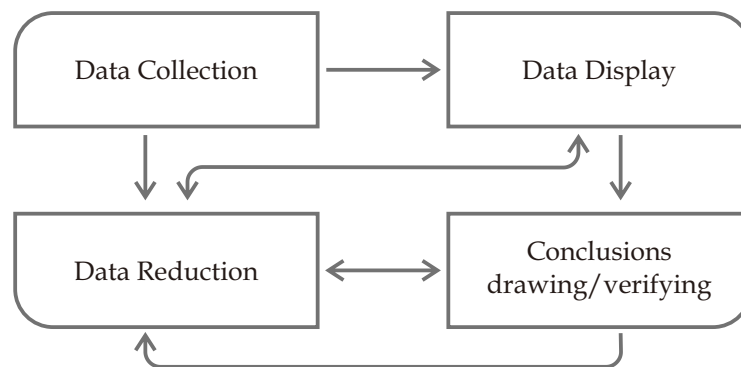 Data Collection
Data Display
Data Reduction
Conclusions
drawing/verifying